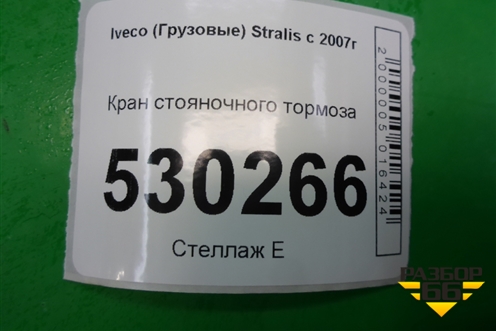 Iveco (Грузовые) Stralis с 2007г
Кран стояночного тормоза
530266
Стеллаж Е
2000005016424
РАЗБОР
66